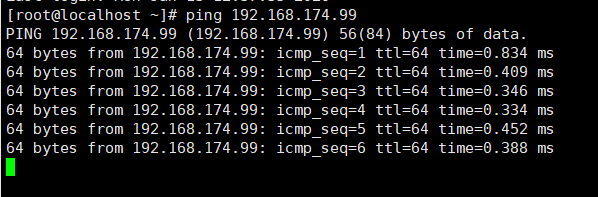 [root@localhost ~]# ping 192.168.174.99
PING 192.168.174.99 (192.168.174.99) 56(84) bytes of data.
64 bytes from 192.168.174.99: icmp_seq=1 ttl=64 time=0.834 ms
64 bytes from 192.168.174.99: icmp_seq=2 ttl=64 time=0.409 ms
64 bytes from 192.168.174.99: icmp_seq=3 ttl=64 time=0.346 ms
64 bytes from 192.168.174.99: icmp_seq=4 ttl=64 time=0.334 ms
64 bytes from 192.168.174.99: icmp_seq=5 ttl=64 time=0.452 ms
64 bytes from 192.168.174.99: icmp_seq=6 ttl=64 time=0.388 ms